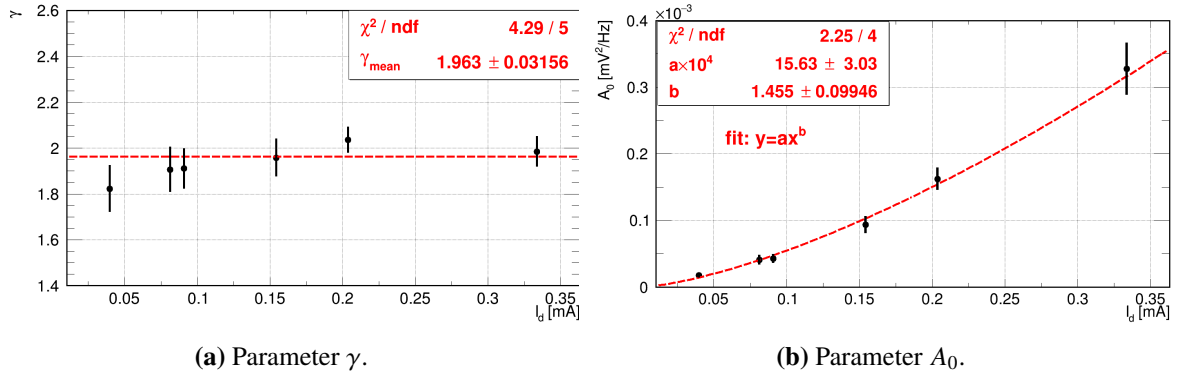 γ
2.6
2.4
2.2
2
1.8
1.6
1.4
χ² / ndf 4.29 / 5
γmean 1.963 ± 0.03156
0.05 0.1 0.15 0.2 0.25 0.3 0.35
I_d [mA]
(a) Parameter γ.
×10⁻³
A₀ [mV²/Hz]
0.4
0.3
0.2
0.1
0
χ² / ndf 2.25 / 4
a×10⁴ 15.63 ± 3.03
b 1.455 ± 0.09946
fit: y=axᵇ
0.05 0.1 0.15 0.2 0.25 0.3 0.35
I_d [mA]
(b) Parameter A₀.